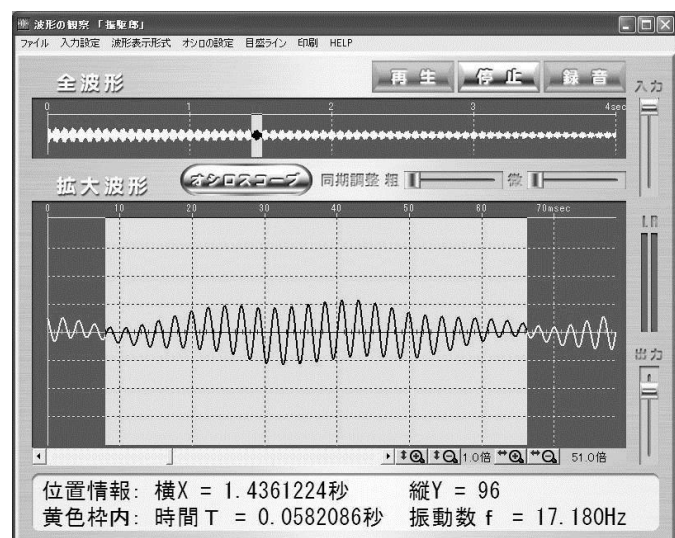 波形の観察 「振駆郎」
ファイル 入力設定 波形表示形式 オシロの設定 目盛ライン 印刷 HELP
全波形 再生 停止 録音 入力
0 1 2 3 4sec
拡大波形 オシロスコープ 同期調整 粗 微
0 10 20 30 40 50 60 70msec
LR
出力
1.0倍 51.0倍
位置情報: 横X = 1.4361224秒 縦Y = 96
黄色枠内: 時間T = 0.0582086秒 振動数f = 17.180Hz